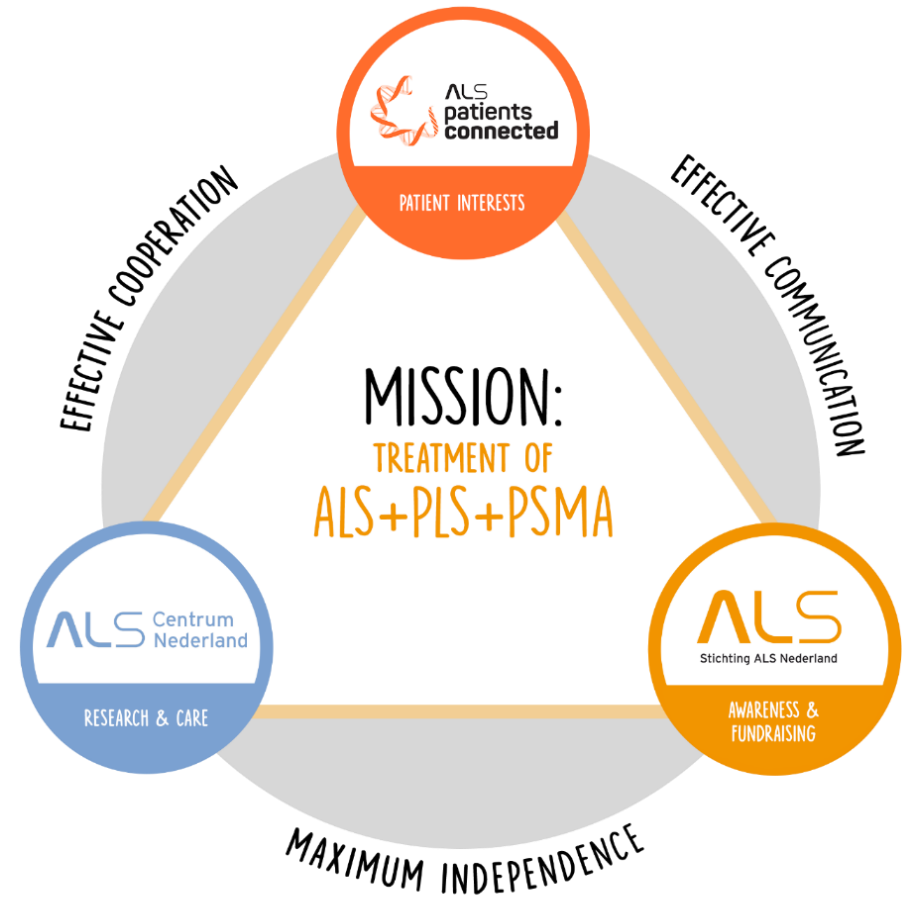 ALS
patients
connected
PATIENT INTERESTS
EFFECTIVE COOPERATION
EFFECTIVE COMMUNICATION
MISSION:
TREATMENT OF
ALS+PLS+PSMA
ALS Centrum
Nederland
RESEARCH & CARE
ALS
Stichting ALS Nederland
AWARENESS &
FUNDRAISING
MAXIMUM INDEPENDENCE